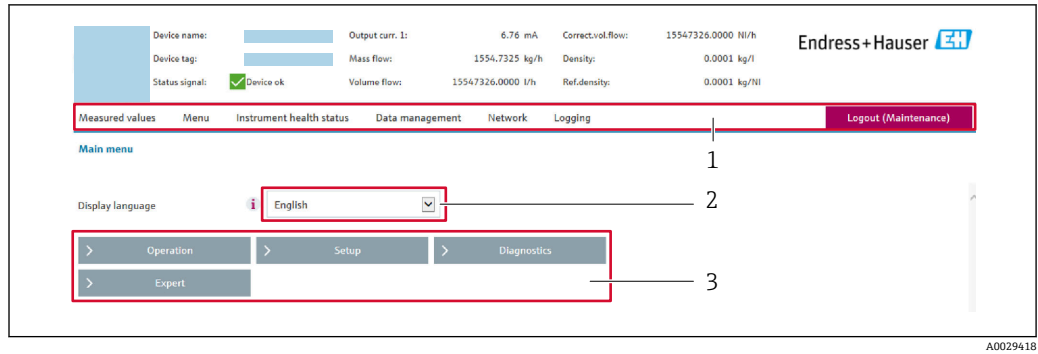 Device name: Output curr. 1: 6.76 mA Correct.vol.flow: 15547326.0000 Nl/h
Endress+Hauser EH
Device tag: Mass flow: 1554.7325 kg/h Density: 0.0001 kg/l
Status signal: Device ok Volume flow: 15547326.0000 l/h Ref.density: 0.0001 kg/Nl
Measured values Menu Instrument health status Data management Network Logging Logout (Maintenance)
1
Main menu
Display language i English 2
> Operation > Setup > Diagnostics
> Expert 3
A0029418